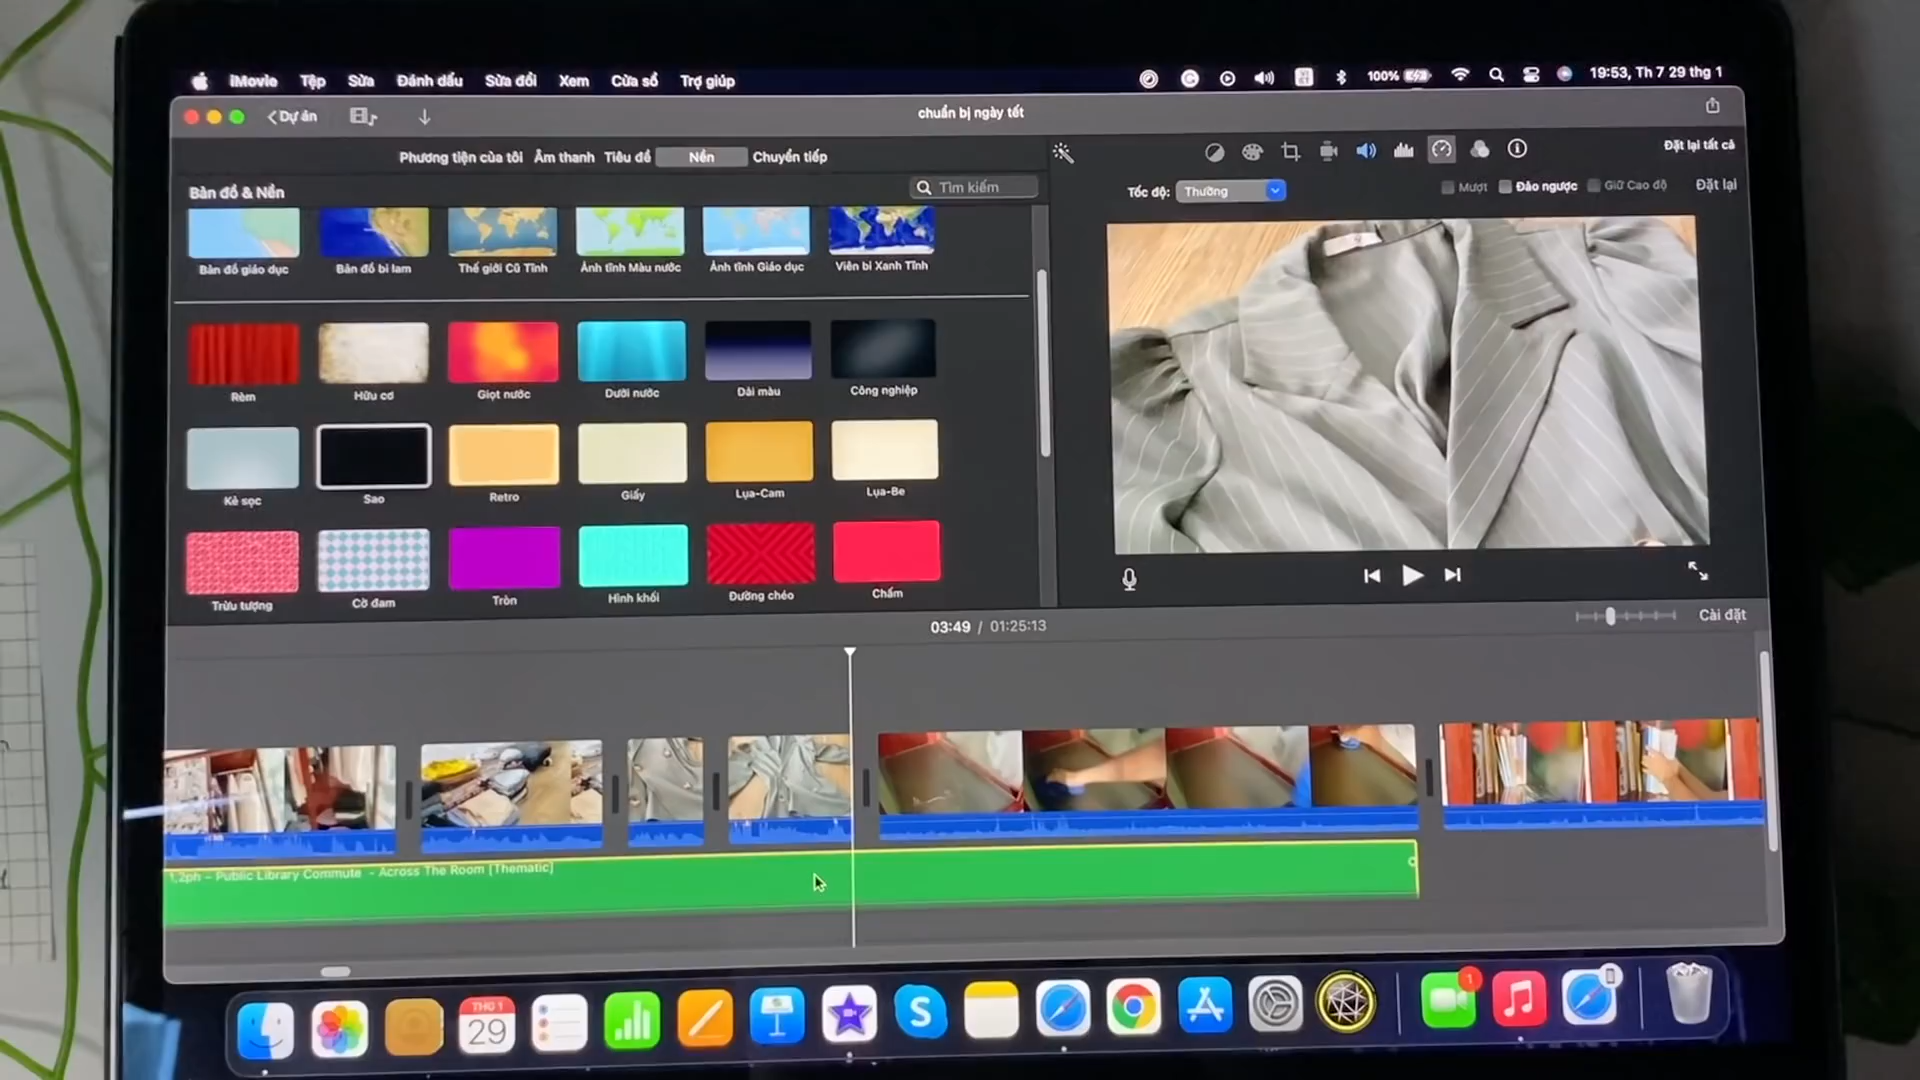 iMovie Tệp Sửa Đánh dấu Sửa đổi Xem Cửa sổ Trợ giúp 100% 19:53, Th 7 29 thg 1
Dự án chuẩn bị ngày tết
Phương tiện của tôi Âm thanh Tiêu đề Nền Chuyển tiếp Đặt lại tất cả
Bản đồ & Nền Tìm kiếm Tốc độ: Thường Mượt Đảo ngược Giữ Cao độ Đặt lại
Bản đồ giáo dục Bản đồ bi lam Thế giới Cũ Tĩnh Ảnh tĩnh Màu nước Ảnh tĩnh Giáo dục Viên bi Xanh Tĩnh
Rèm Hữu cơ Giọt nước Dưới nước Dải màu Công nghiệp
Kẻ sọc Sao Retro Giấy Lụa-Cam Lụa-Be
Trừu tượng Cờ đam Tròn Hình khối Đường chéo Chấm
03:49 / 01:25:13 Cài đặt
1,2ph – Public Library Commute - Across The Room [Thematic]
THG 1
29
1